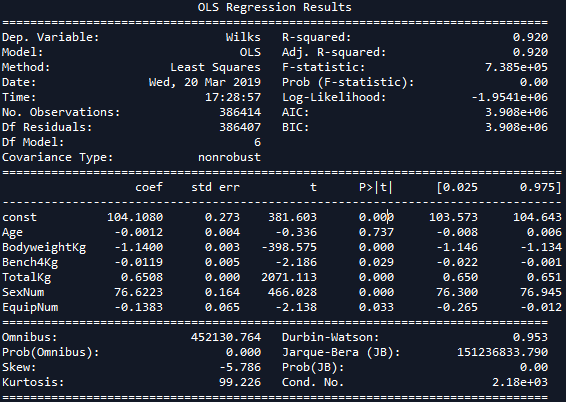 OLS Regression Results
==============================================================================
Dep. Variable: Wilks R-squared: 0.920
Model: OLS Adj. R-squared: 0.920
Method: Least Squares F-statistic: 7.385e+05
Date: Wed, 20 Mar 2019 Prob (F-statistic): 0.00
Time: 17:28:57 Log-Likelihood: -1.9541e+06
No. Observations: 386414 AIC: 3.908e+06
Df Residuals: 386407 BIC: 3.908e+06
Df Model: 6
Covariance Type: nonrobust
==============================================================================
coef std err t P>|t| [0.025 0.975]
------------------------------------------------------------------------------
const 104.1080 0.273 381.603 0.000 103.573 104.643
Age -0.0012 0.004 -0.336 0.737 -0.008 0.006
BodyweightKg -1.1400 0.003 -398.575 0.000 -1.146 -1.134
Bench4Kg -0.0119 0.005 -2.186 0.029 -0.022 -0.001
TotalKg 0.6508 0.000 2071.113 0.000 0.650 0.651
SexNum 76.6223 0.164 466.028 0.000 76.300 76.945
EquipNum -0.1383 0.065 -2.138 0.033 -0.265 -0.012
==============================================================================
Omnibus: 452130.764 Durbin-Watson: 0.953
Prob(Omnibus): 0.000 Jarque-Bera (JB): 151236833.790
Skew: -5.786 Prob(JB): 0.00
Kurtosis: 99.226 Cond. No. 2.18e+03
==============================================================================